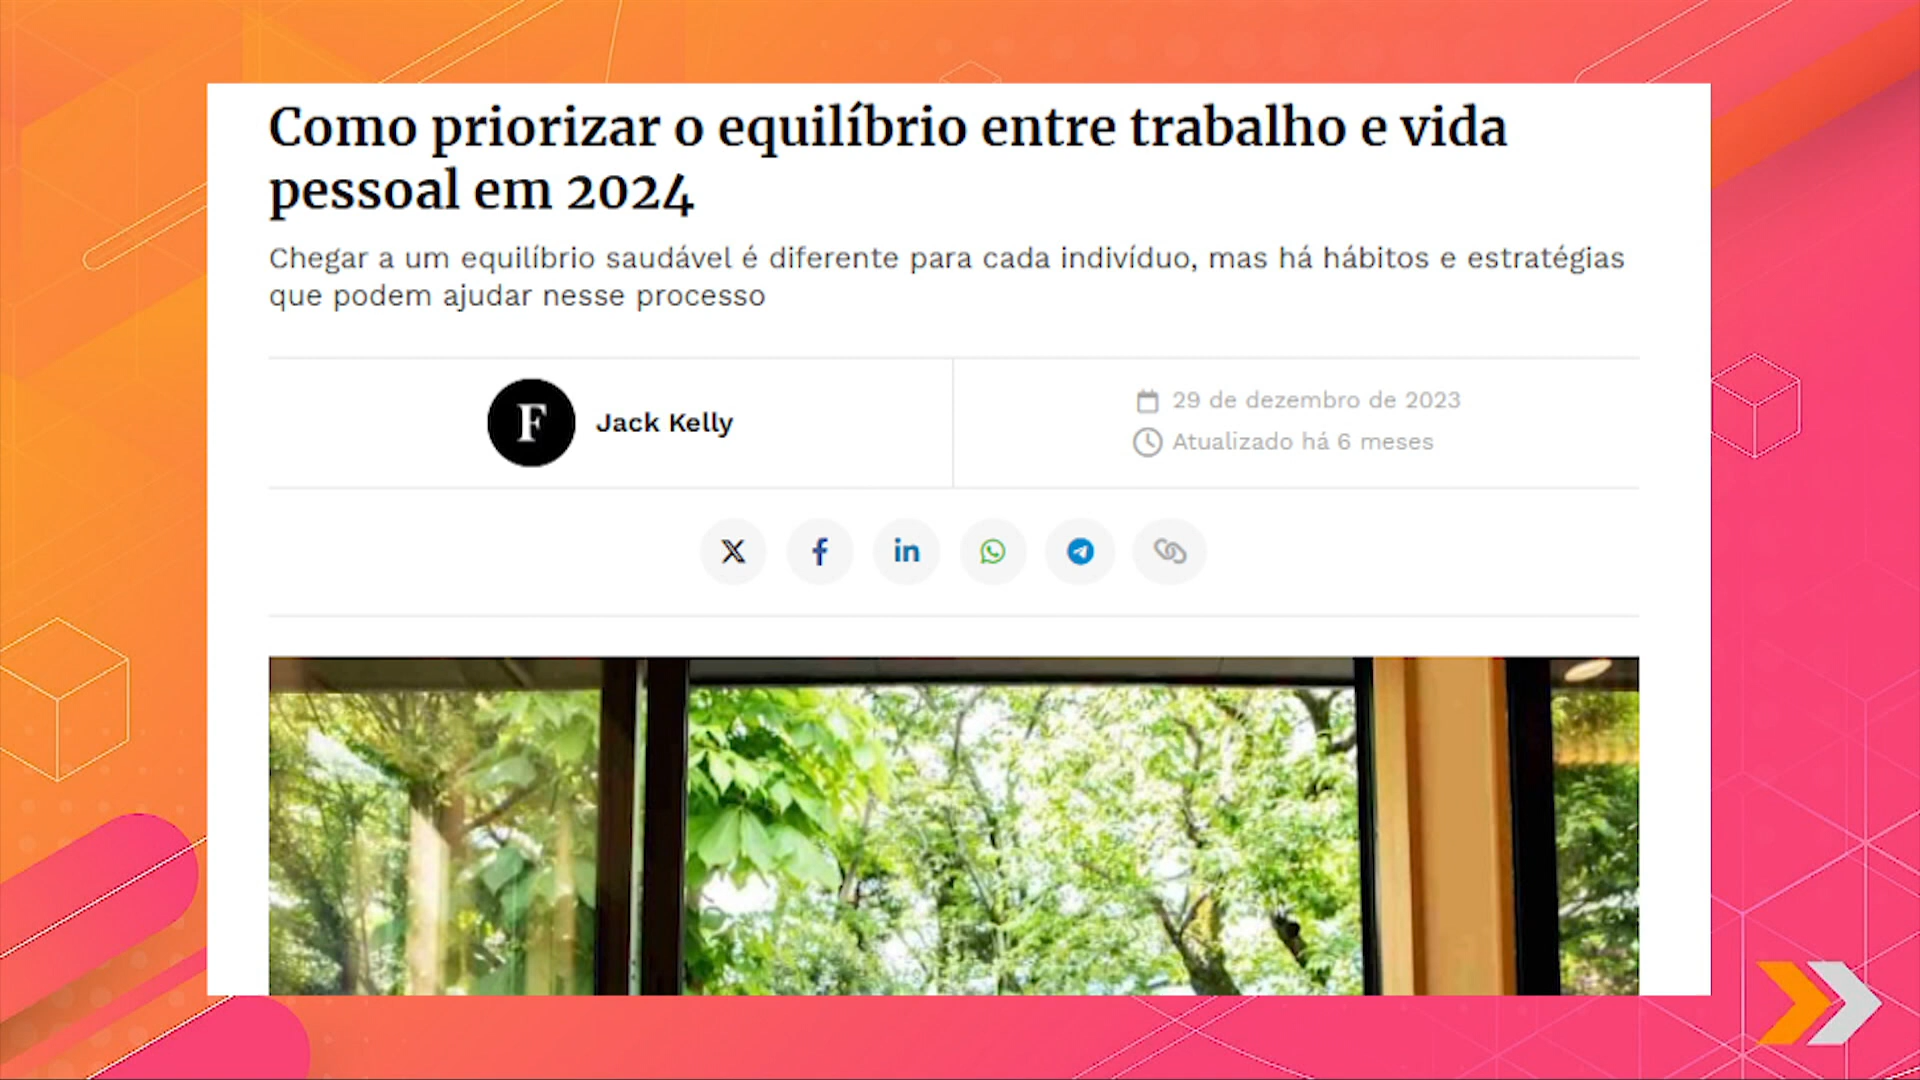 Como priorizar o equilíbrio entre trabalho e vida
pessoal em 2024
Chegar a um equilíbrio saudável é diferente para cada indivíduo, mas há hábitos e estratégias
que podem ajudar nesse processo
F
Jack Kelly
29 de dezembro de 2023
Atualizado há 6 meses